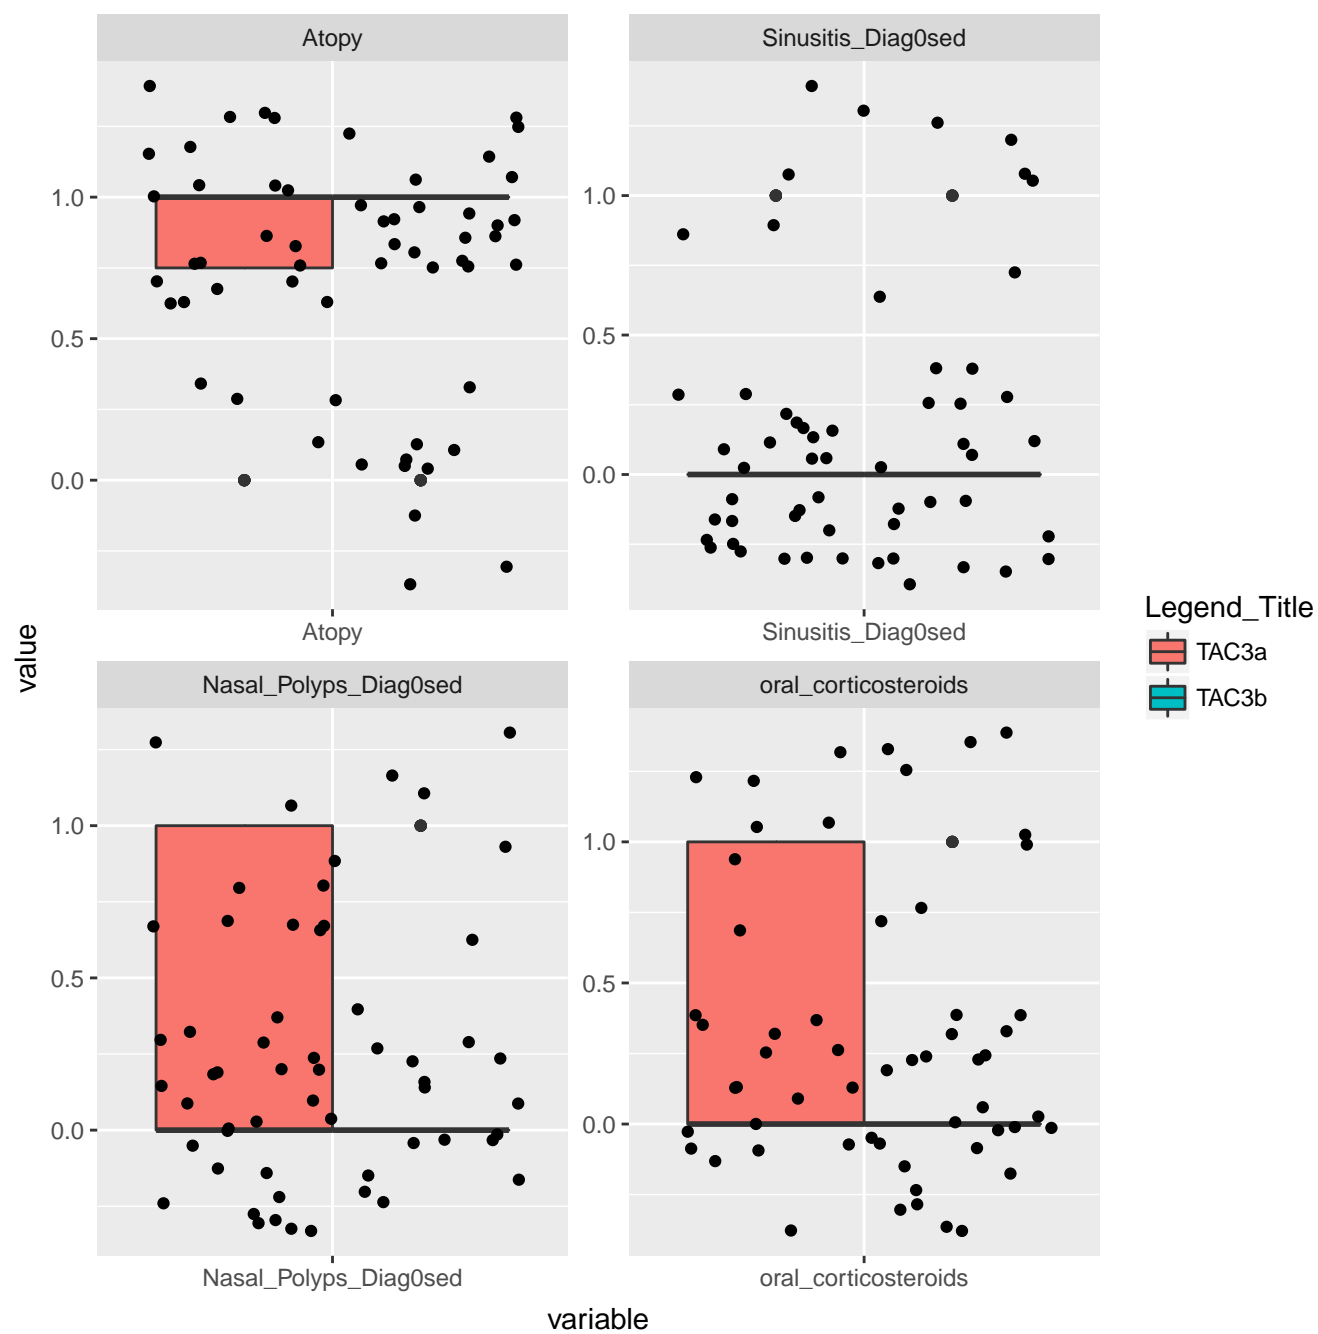 Atopy
Sinusitis_Diag0sed
1.0
0.5
0.0
1.0
0.5
0.0
Atopy
Sinusitis_Diag0sed
value
Nasal_Polyps_Diag0sed
oral_corticosteroids
1.0
0.5
0.0
1.0
0.5
0.0
Nasal_Polyps_Diag0sed
oral_corticosteroids
variable
Legend_Title
TAC3a
TAC3b